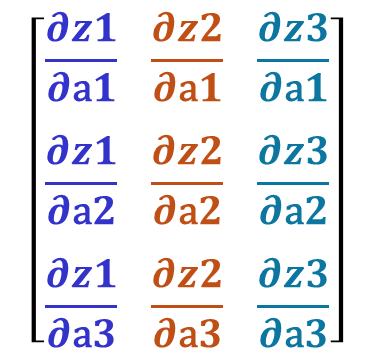 ∂z1 ∂z2 ∂z3
∂a1 ∂a1 ∂a1
∂z1 ∂z2 ∂z3
∂a2 ∂a2 ∂a2
∂z1 ∂z2 ∂z3
∂a3 ∂a3 ∂a3